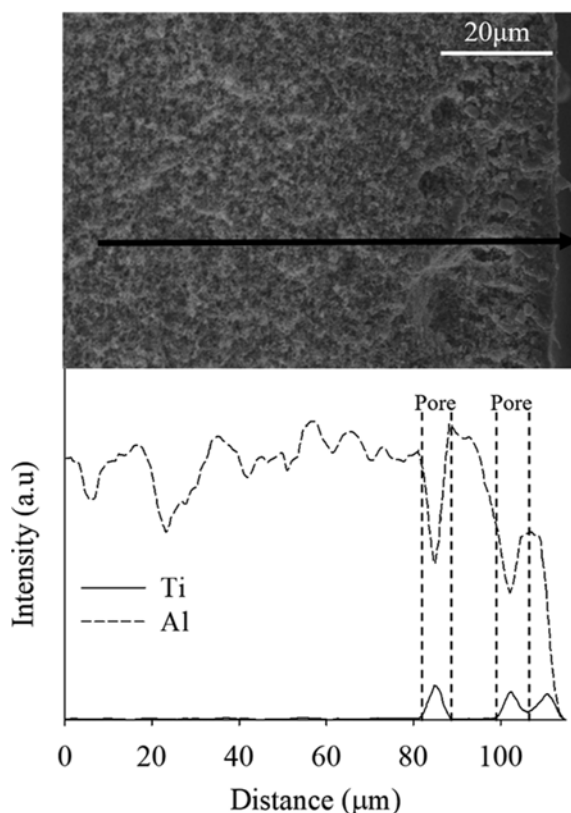 20μm
Pore Pore
Intensity (a.u)
Ti
Al
0 20 40 60 80 100
Distance (μm)